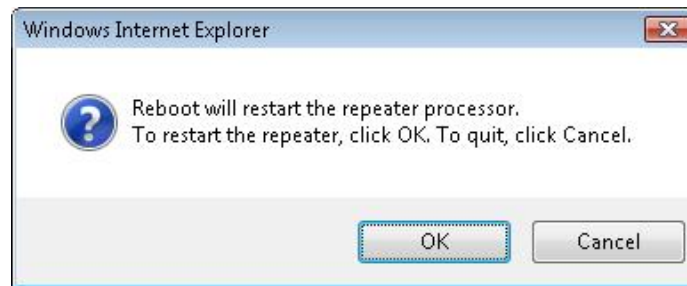 Windows Internet Explorer
Reboot will restart the repeater processor.
To restart the repeater, click OK. To quit, click Cancel.
OK
Cancel